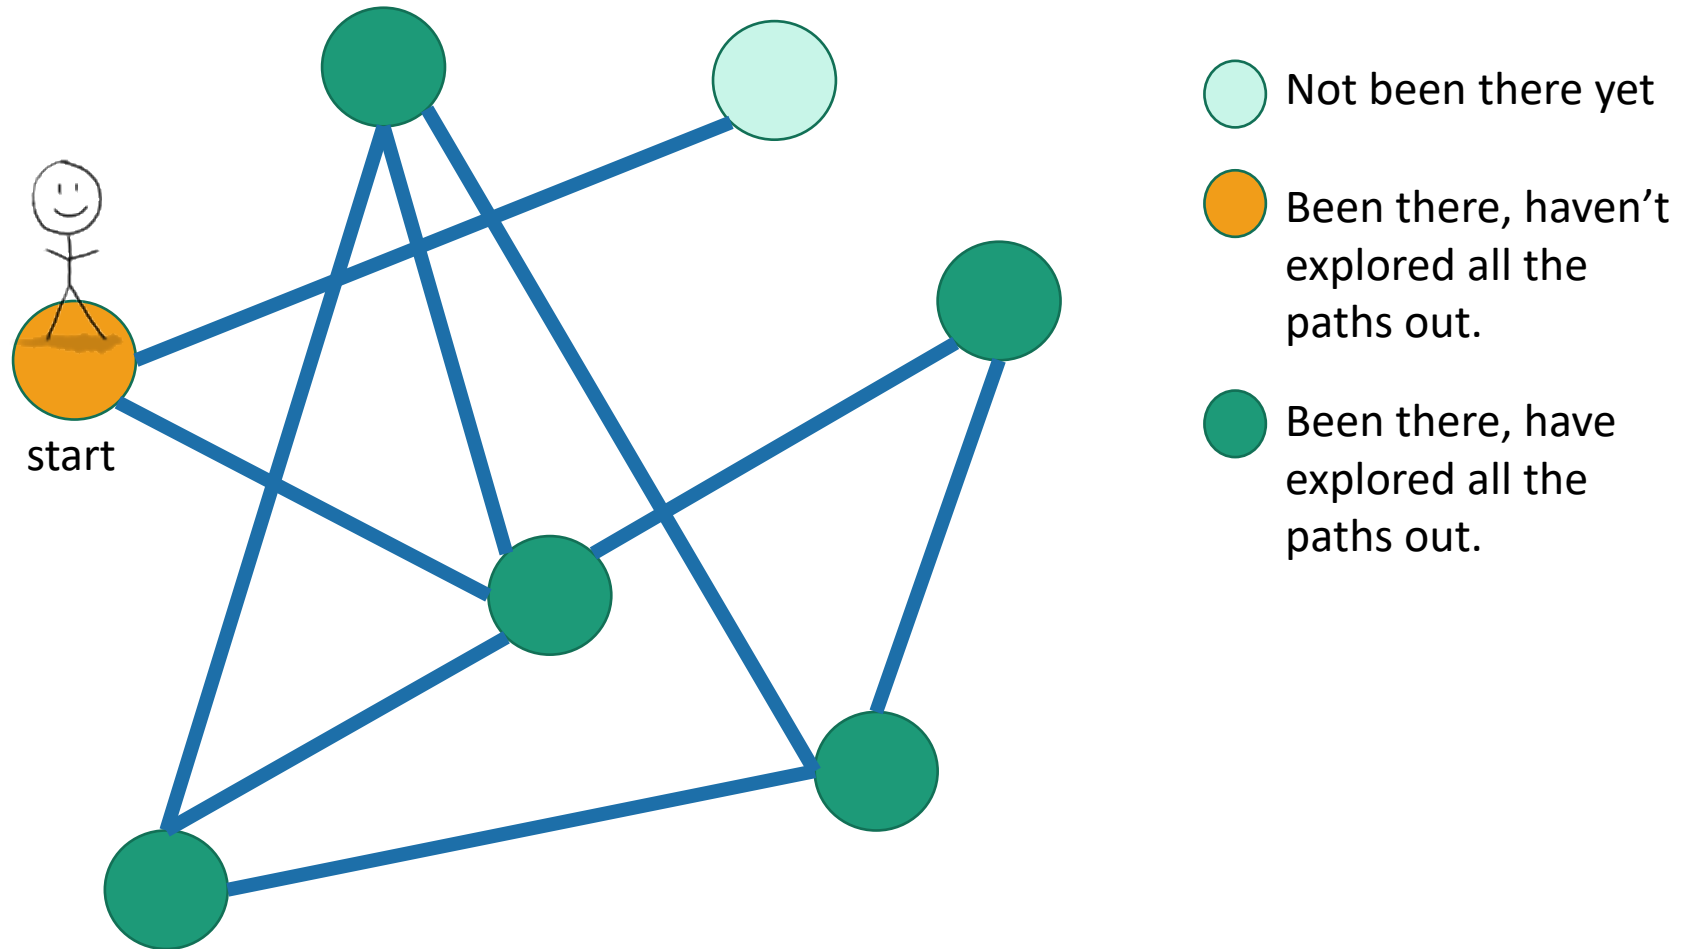 start
Not been there yet
Been there, haven’t
explored all the
paths out.
Been there, have
explored all the
paths out.